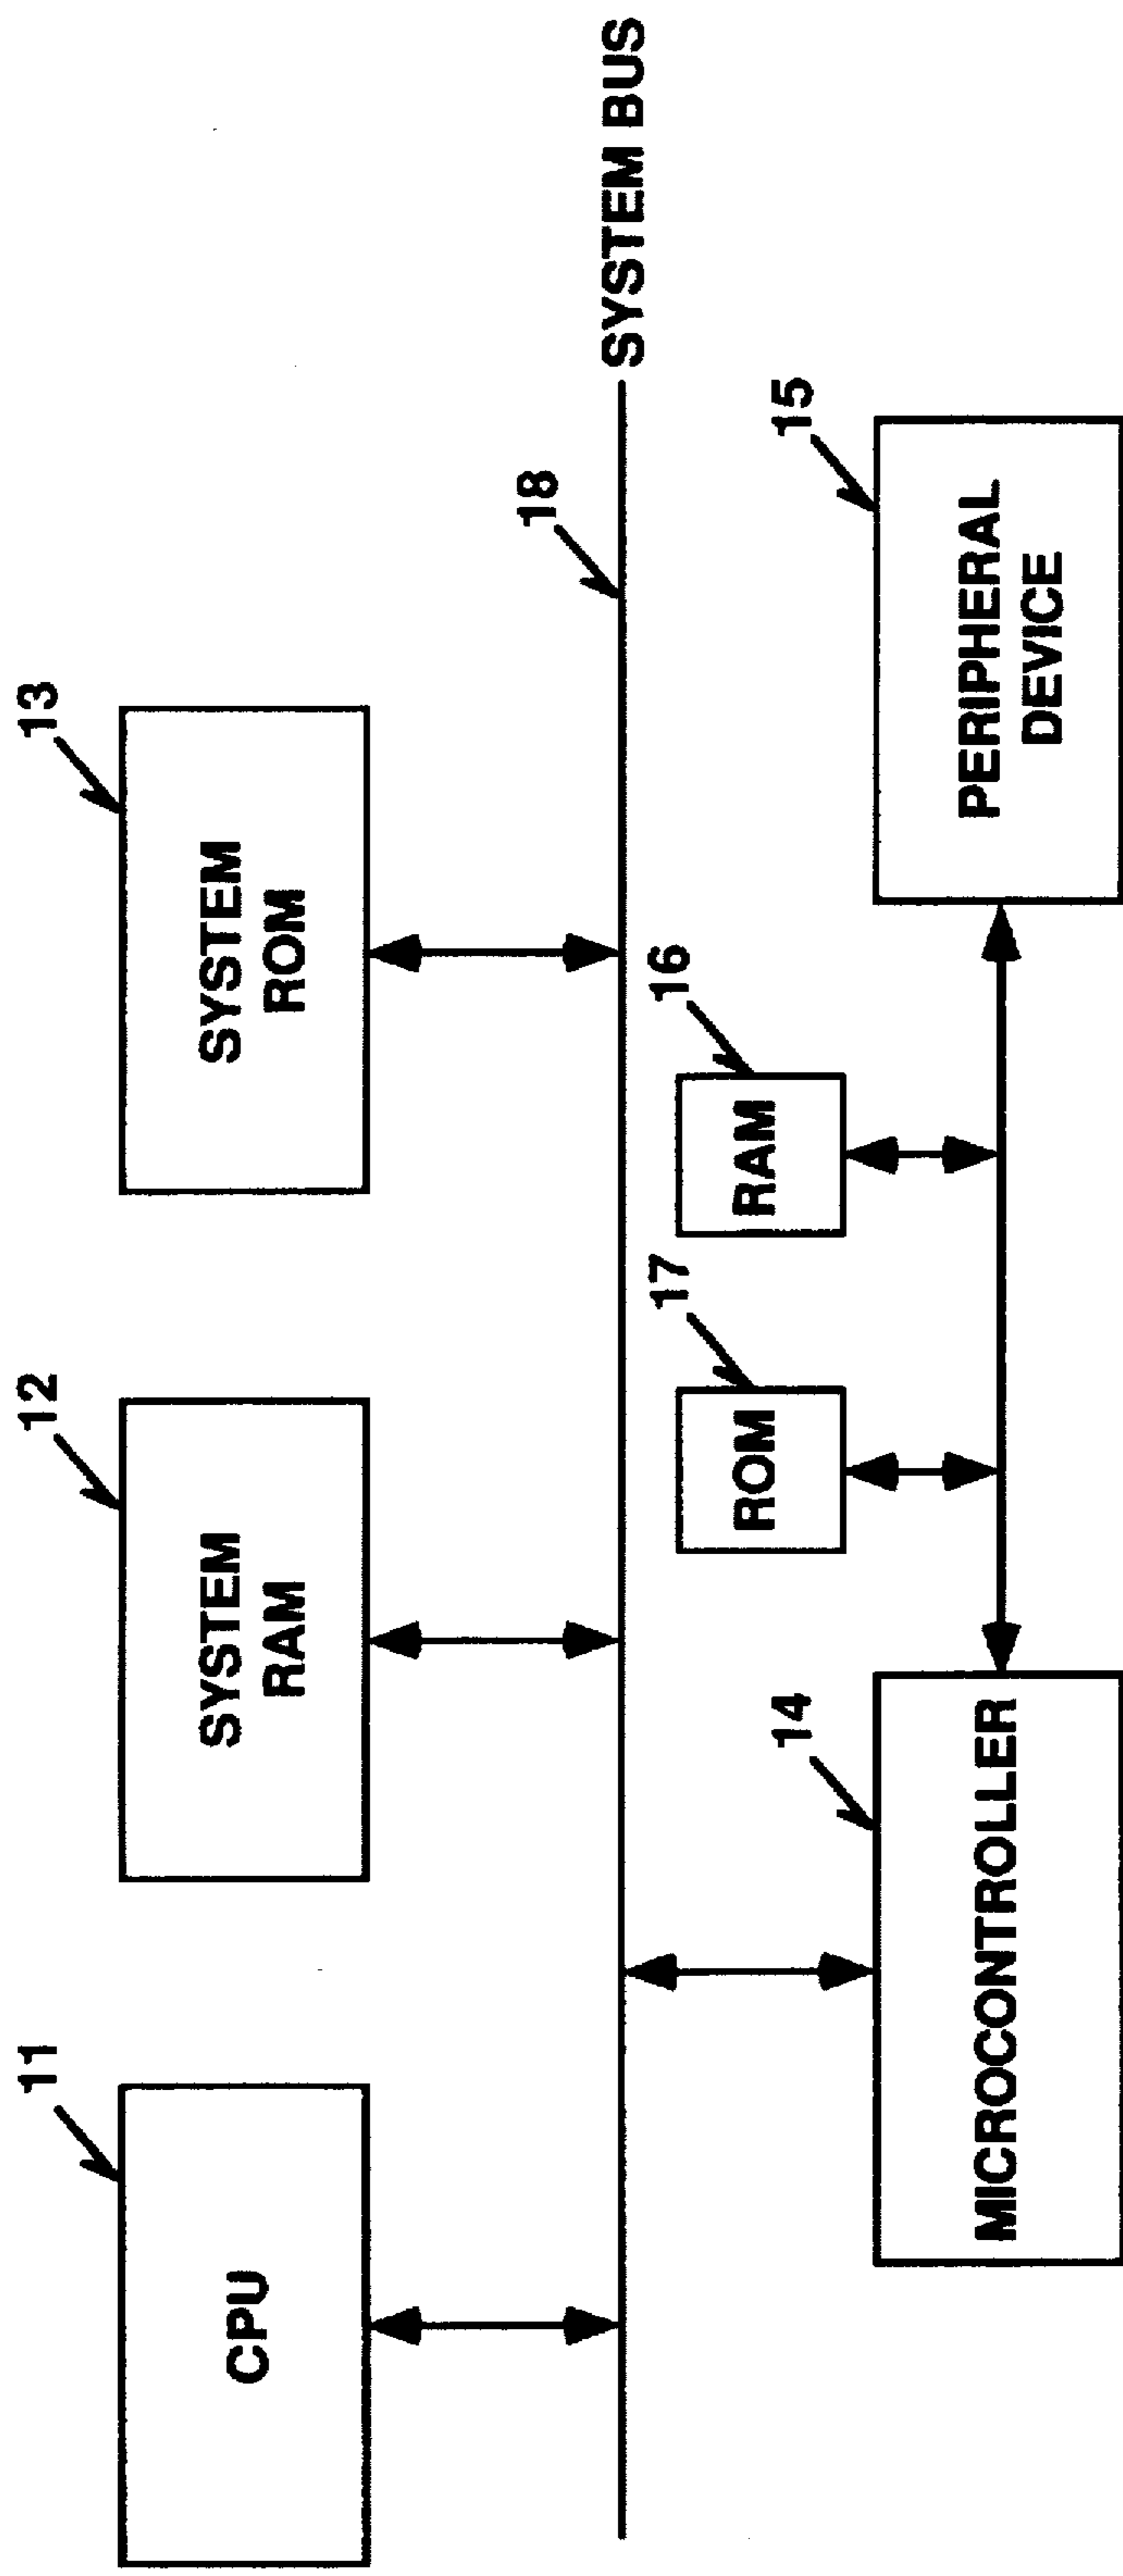 11
CPU
12
SYSTEM
RAM
13
SYSTEM
ROM
18
SYSTEM BUS
14
MICROCONTROLLER
17
ROM
16
RAM
15
PERIPHERAL
DEVICE